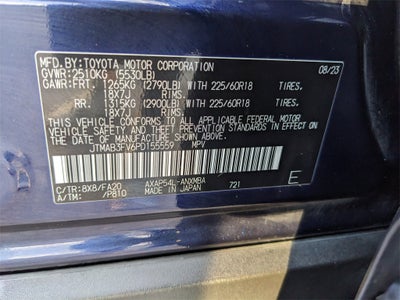 MFD.BY:TOYOTA MOTOR CORPORATION 08/23
GVWR:2510KG (5530LB)
GAWR:FRT. 1265KG (2790LB) WITH 225/60R18 TIRES,
18X7J RIMS,
RR. 1315KG (2900LB) WITH 225/60R18 TIRES,
18X7J RIMS,
THIS VEHICLE CONFORMS TO ALL APPLICABLE FEDERAL MOTOR
VEHICLE SAFETY AND THEFT PREVENTION STANDARDS IN EFFECT
ON THE DATE OF MANUFACTURE SHOWN ABOVE.
JTMAB3FV6PD155559 MPV
C/TR:8X8/FA20 AXAP54L-ANXMBA E
A/TM: /P810 MADE IN JAPAN 721